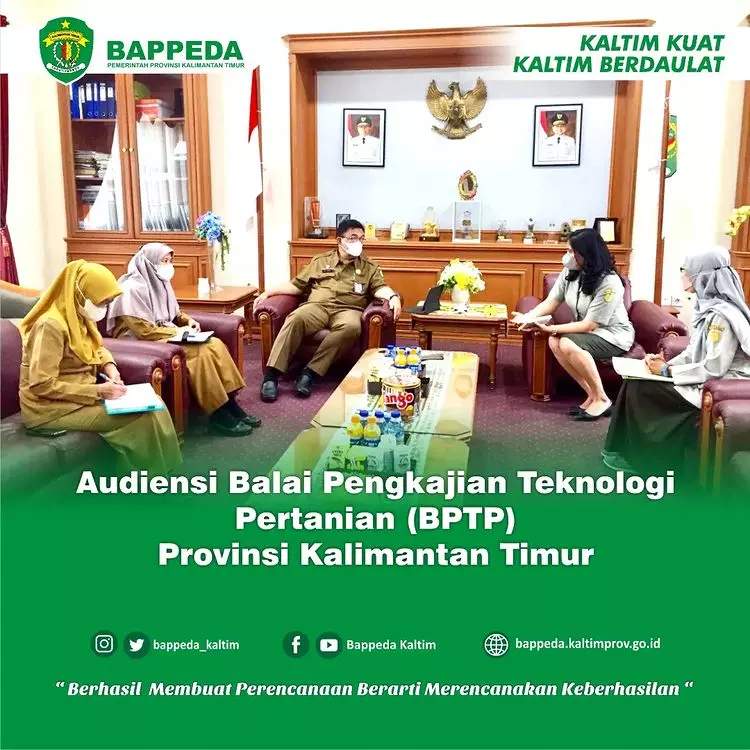 BAPPEDA
PEMERINTAH PROVINSI KALIMANTAN TIMUR
KALTIM KUAT
KALTIM BERDAULAT
ango
Audiensi Balai Pengkajian Teknologi
Pertanian (BPTP)
Provinsi Kalimantan Timur
bappeda_kaltim
Bappeda Kaltim
bappeda.kaltimprov.go.id
“ Berhasil Membuat Perencanaan Berarti Merencanakan Keberhasilan “